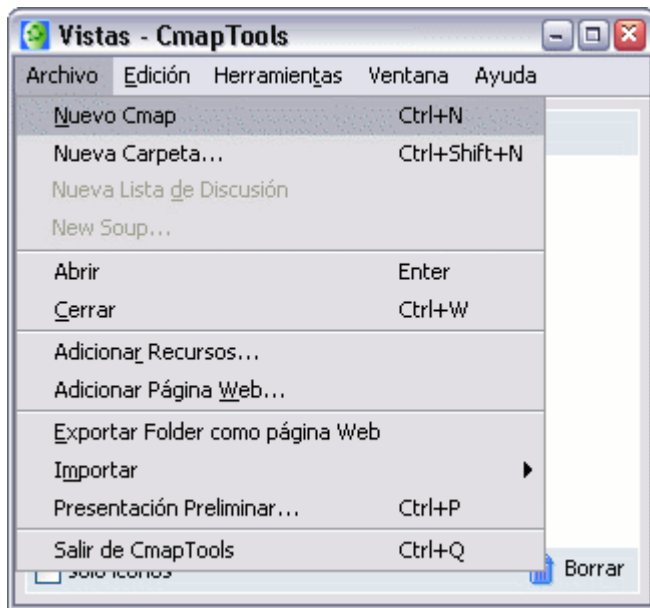 Vistas - CmapTools
Archivo Edición Herramientas Ventana Ayuda
Nuevo Cmap Ctrl+N
Nueva Carpeta... Ctrl+Shift+N
Nueva Lista de Discusión
New Soup...
Abrir Enter
Cerrar Ctrl+W
Adicionar Recursos...
Adicionar Página Web...
Exportar Folder como página Web
Importar
Presentación Preliminar... Ctrl+P
Salir de CmapTools Ctrl+Q
Borrar